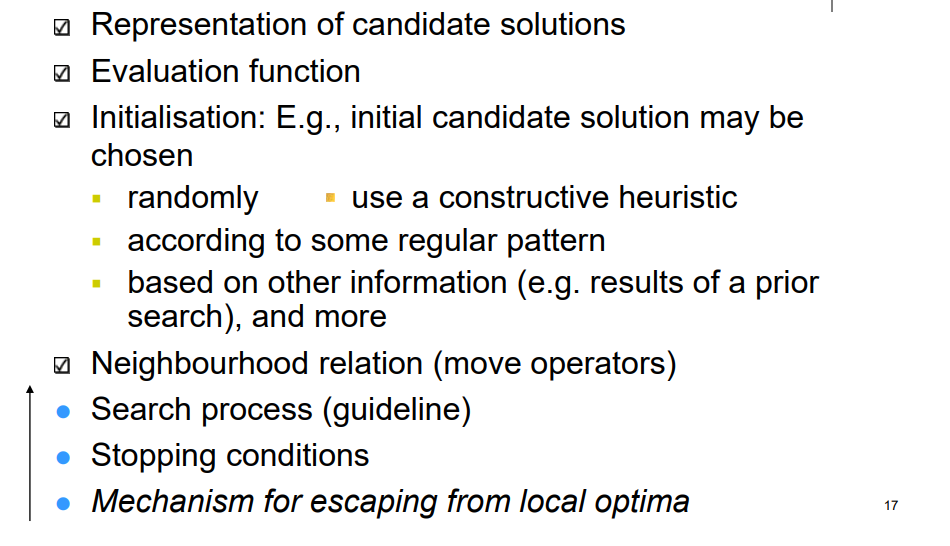 Representation of candidate solutions
Evaluation function
Initialisation: E.g., initial candidate solution may be
chosen
randomly
use a constructive heuristic
according to some regular pattern
based on other information (e.g. results of a prior
search), and more
Neighbourhood relation (move operators)
Search process (guideline)
Stopping conditions
Mechanism for escaping from local optima
17